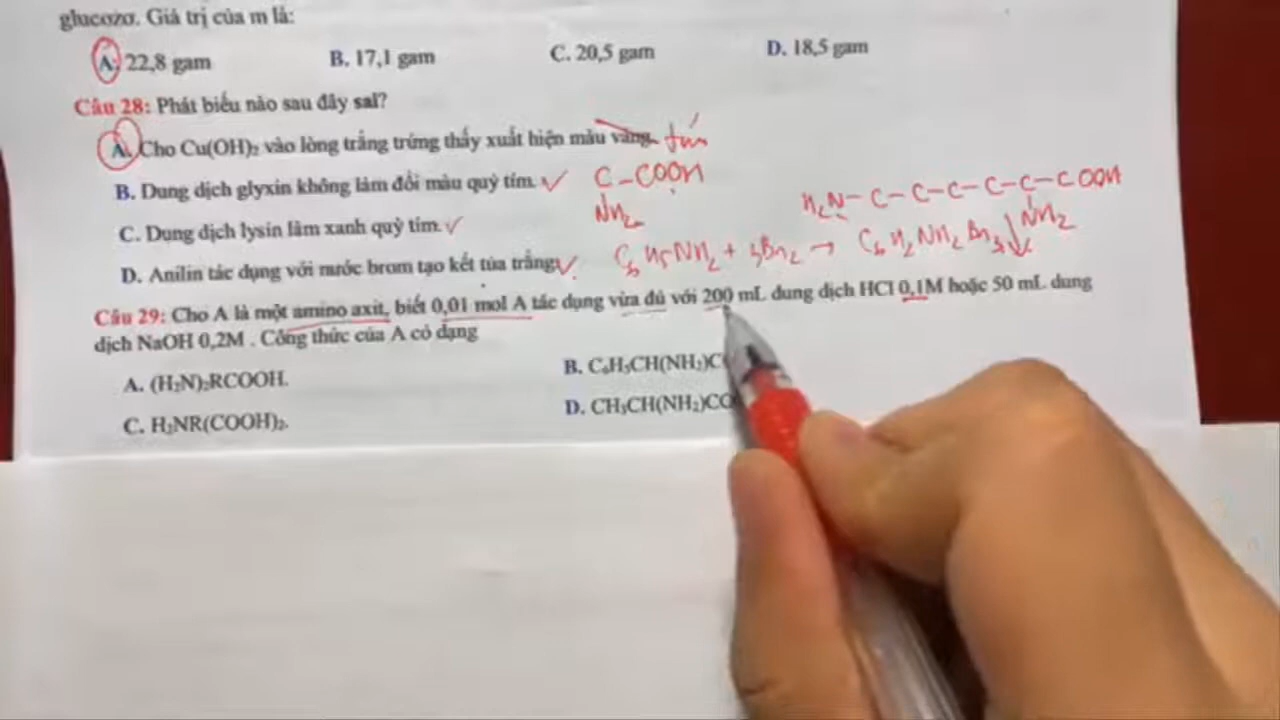 glucozơ. Giá trị của m là:
A. 22,8 gam B. 17,1 gam C. 20,5 gam D. 18,5 gam
Câu 28: Phát biểu nào sau đây sai?
A. Cho Cu(OH)₂ vào lòng trắng trứng thấy xuất hiện màu vàng. tím
B. Dung dịch glyxin không làm đổi màu quỳ tím. ✓ C-COOH
NH₂
H₂N-C-C-C-C-C-COOH
NH₂
C. Dung dịch lysin làm xanh quỳ tím. ✓
D. Anilin tác dụng với nước brom tạo kết tủa trắng. ✓ C₆H₅NH₂ + 3Br₂ → C₆H₂NH₂Br₃↓
Câu 29: Cho A là một amino axit, biết 0,01 mol A tác dụng vừa đủ với 200 mL dung dịch HCl 0,1M hoặc 50 mL dung
dịch NaOH 0,2M . Công thức của A có dạng
A. (H₂N)₂RCOOH. B. C₆H₅CH(NH₂)C
C. H₂NR(COOH)₂. D. CH₃CH(NH₂)CO